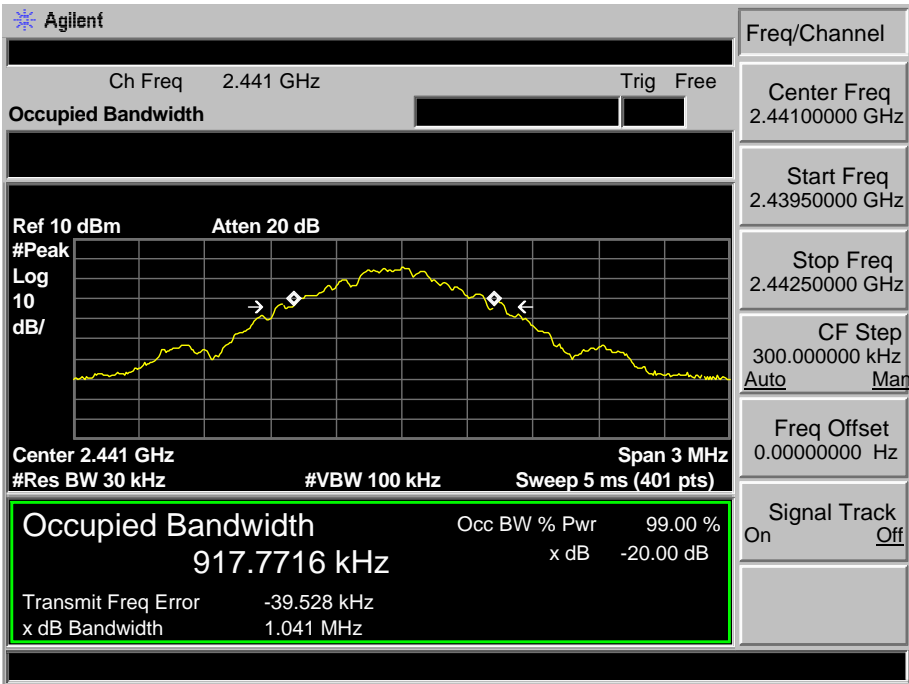 Agilent
Freq/Channel
Ch Freq 2.441 GHz Trig Free
Occupied Bandwidth
Center Freq
2.44100000 GHz
Start Freq
2.43950000 GHz
Stop Freq
2.44250000 GHz
CF Step
300.000000 kHz
Auto Man
Freq Offset
0.00000000 Hz
Signal Track
On Off
Ref 10 dBm Atten 20 dB
#Peak
Log
10
dB/
Center 2.441 GHz Span 3 MHz
#Res BW 30 kHz #VBW 100 kHz Sweep 5 ms (401 pts)
Occupied Bandwidth
917.7716 kHz
Occ BW % Pwr 99.00 %
x dB -20.00 dB
Transmit Freq Error -39.528 kHz
x dB Bandwidth 1.041 MHz